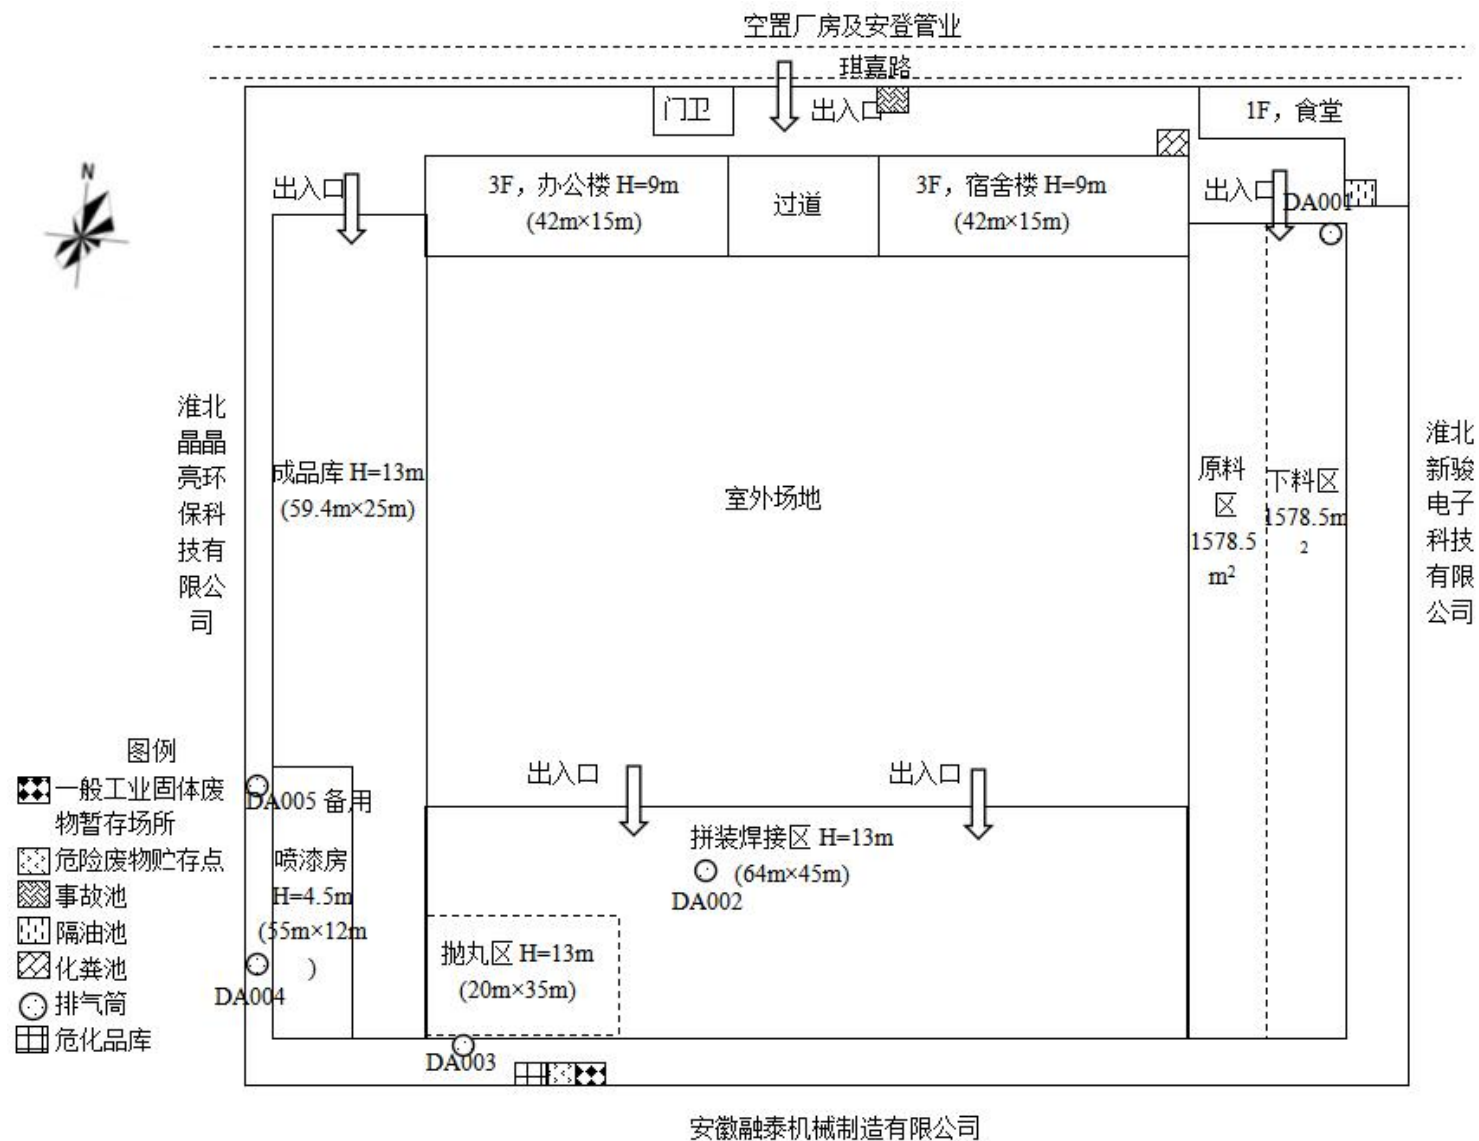 空置厂房及安登管业
琪嘉路
门卫
出入口
1F，食堂
N
出入口
3F，办公楼 H=9m
(42m×15m)
过道
3F，宿舍楼 H=9m
(42m×15m)
出入口
DA001
淮北
晶晶
亮环
保科
技有
限公
司
成品库 H=13m
(59.4m×25m)
室外场地
原料
区
1578.5
m²
下料区
1578.5m
²
淮北
新骏
电子
科技
有限
公司
图例
一般工业固体废
物暂存场所
危险废物贮存点
事故池
隔油池
化粪池
排气筒
危化品库
DA005 备用
喷漆房
H=4.5m
(55m×12m
)
DA004
出入口
出入口
拼装焊接区 H=13m
(64m×45m)
DA002
抛丸区 H=13m
(20m×35m)
DA003
安徽融泰机械制造有限公司